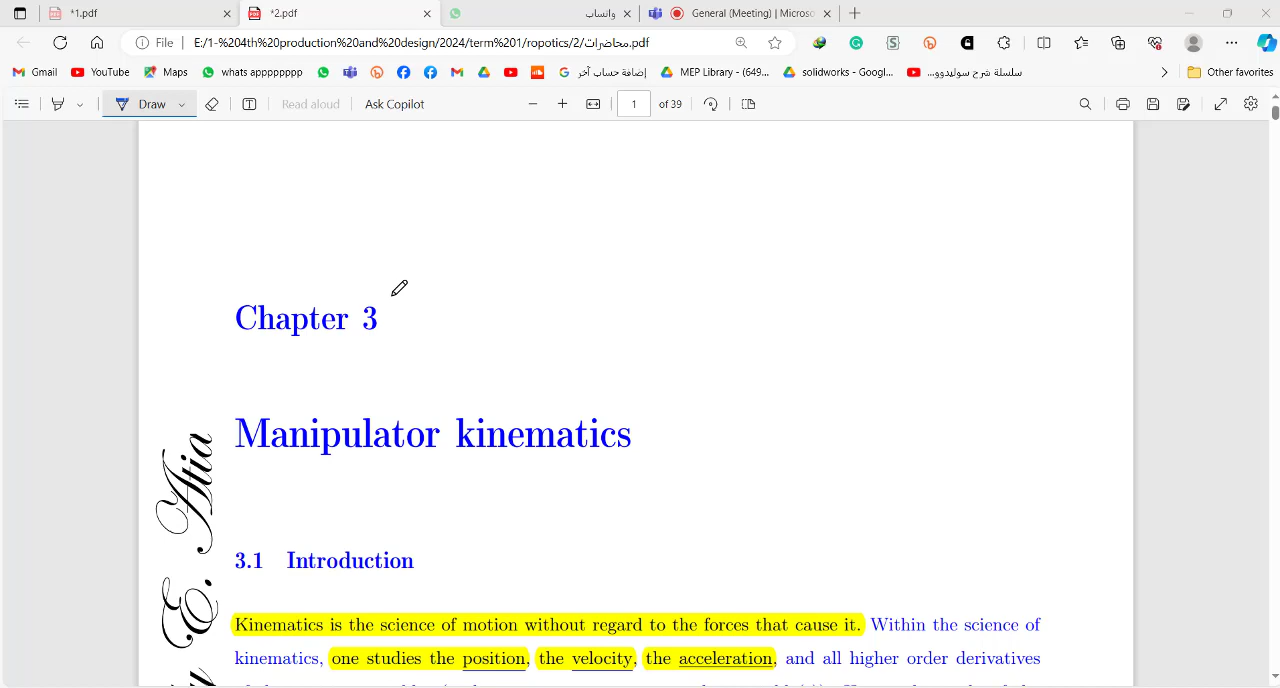 *1.pdf
*2.pdf
واتساب
General (Meeting) | Microso
File
E:/1-%204th%20production%20and%20design/2024/term%201/ropotics/2/محاضرات.pdf
Gmail
YouTube
Maps
whats apppppppp
إضافة حساب آخر
MEP Library - (649...
solidworks - Googl...
سلسلة شرح سوليدوو...
Other favorites
Draw
Read aloud
Ask Copilot
1
of 39
Chapter 3
Manipulator kinematics
3.1 Introduction
Kinematics is the science of motion without regard to the forces that cause it. Within the science of
kinematics, one studies the position, the velocity, the acceleration, and all higher order derivatives
E. Atia